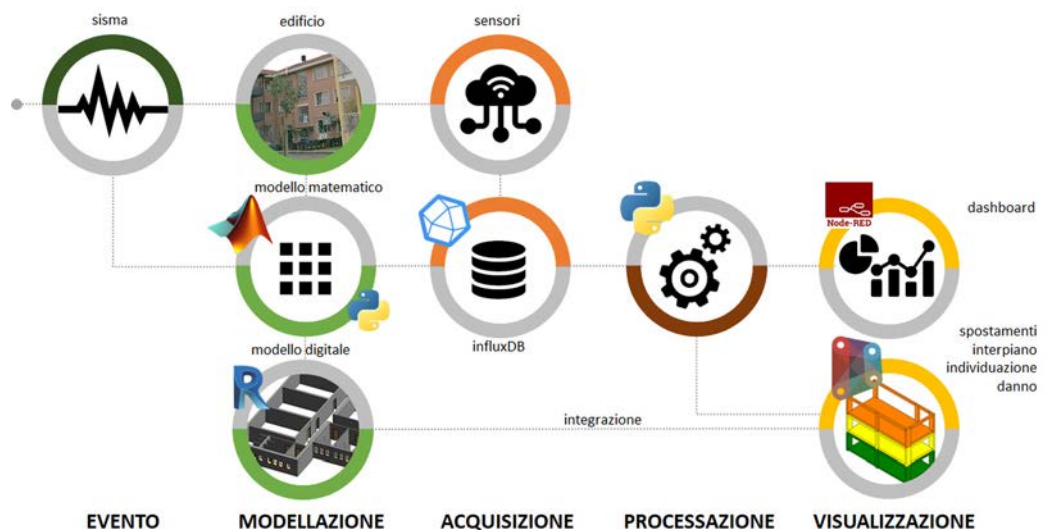 sisma
edificio
sensori
modello matematico
Node-RED
dashboard
modello digitale
influxDB
spostamenti
interpiano
individuazione
danno
R
integrazione
EVENTO
MODELLAZIONE
ACQUISIZIONE
PROCESSAZIONE
VISUALIZZAZIONE